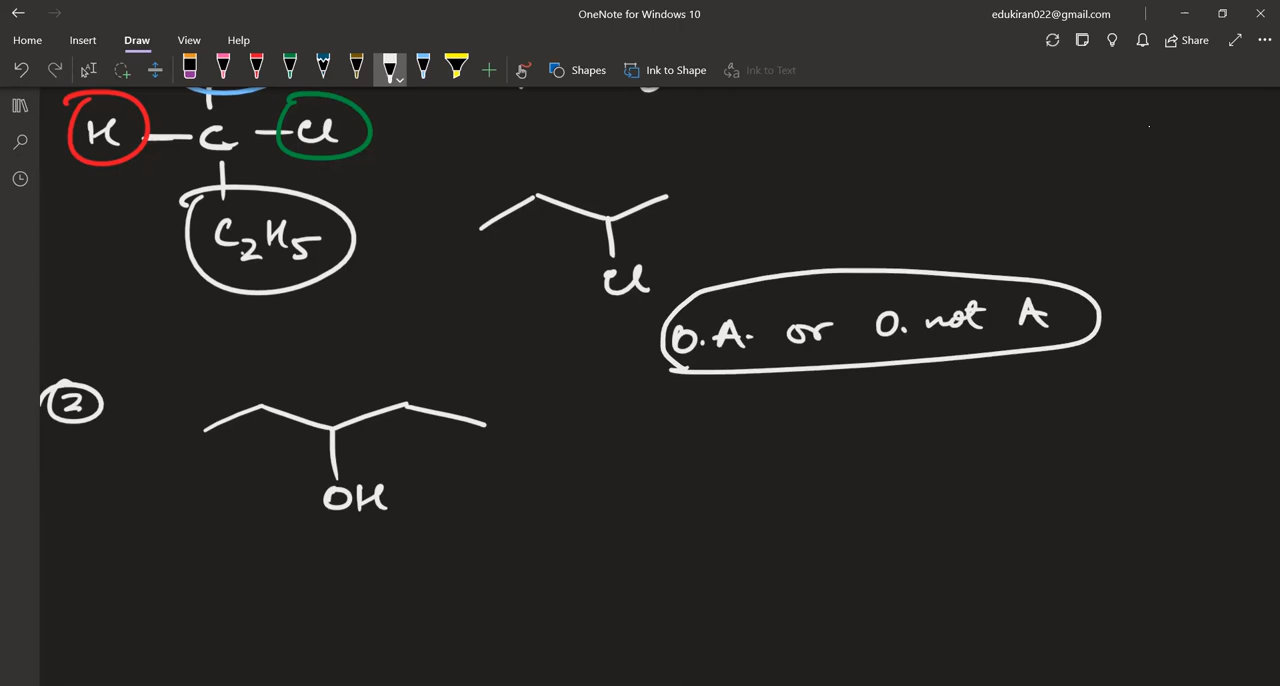 OneNote for Windows 10
edukiran022@gmail.com
Home Insert Draw View Help
Share
Shapes
Ink to Shape
Ink to Text
H C Cl
C2H5
Cl
O.A. or O. not A
2
OH